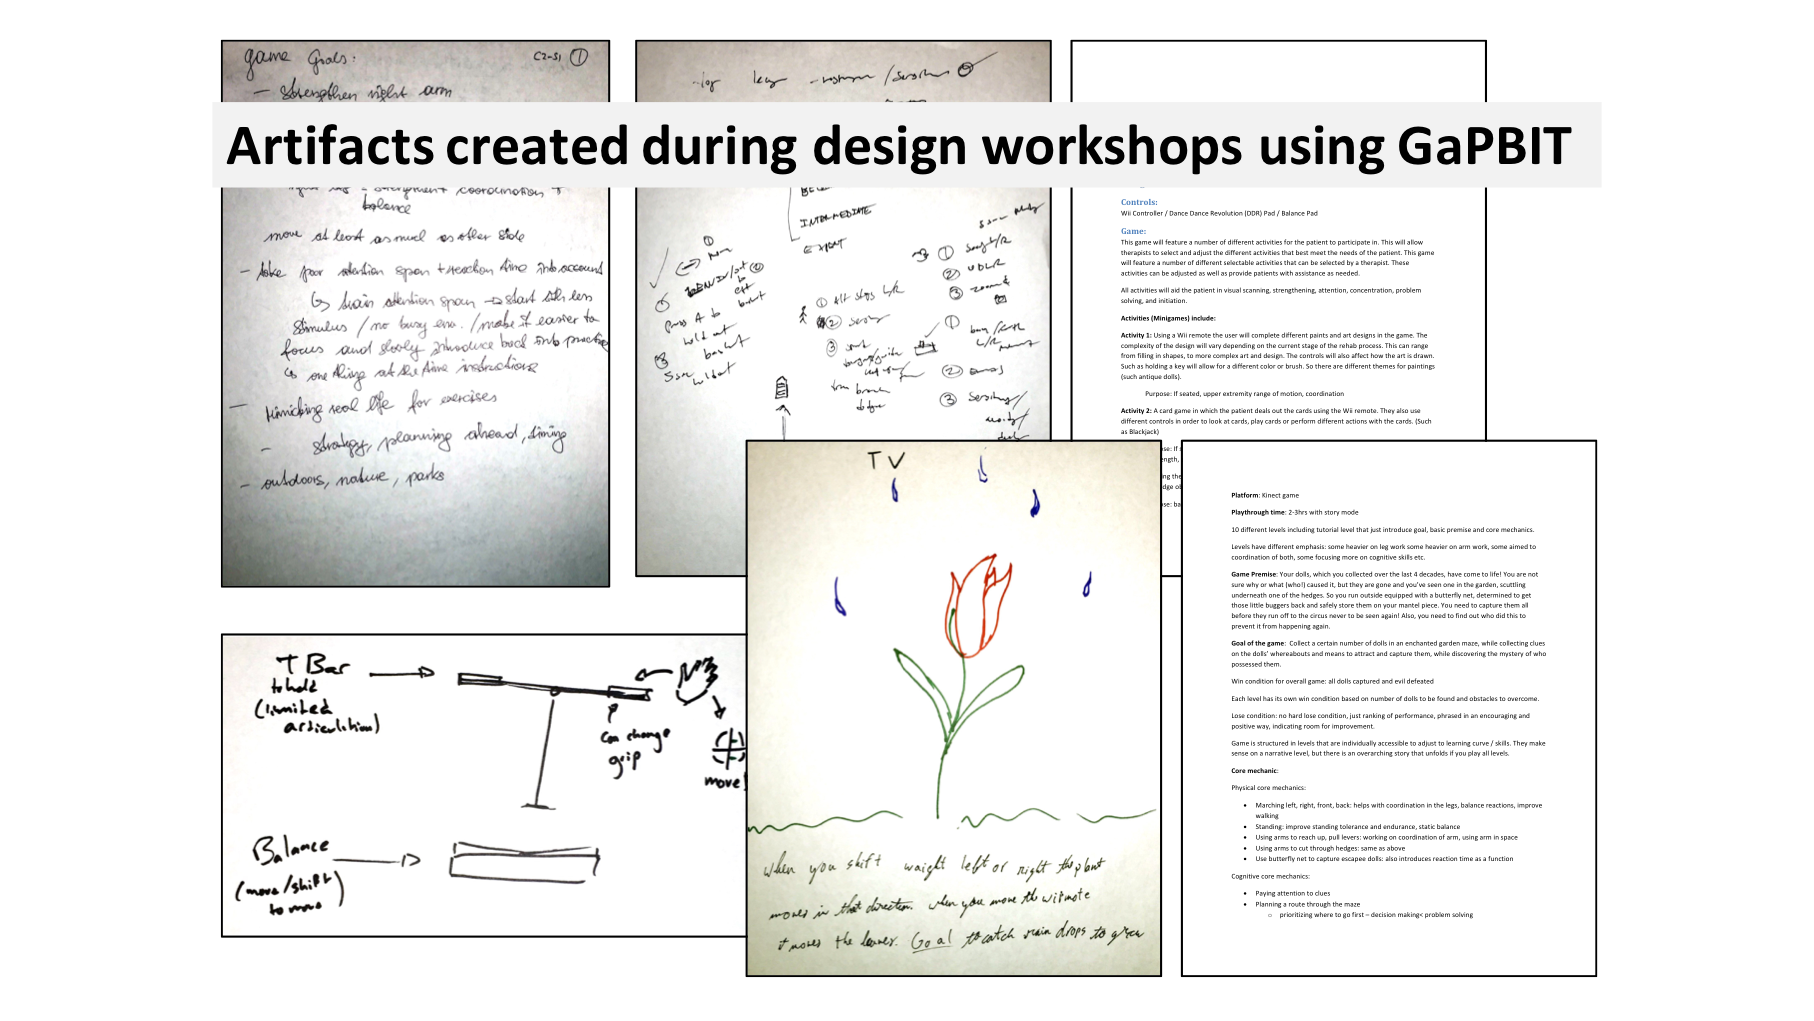 game Goals:
C2-S1 1
- Strengthen right arm
Artifacts created during design workshops using GaPBIT
coordination +
balance
move at least as much as other side
- take poor attention span + reaction time into account
train attention span → start with less
stimulus / no busy env. / make it easier to
focus and slowly introduce back into practice
one thing at the time instructions
- Mimicking real life for exercises
- strategy, planning ahead, timing
- outdoors, nature, parks
INTERMEDIATE
EXPERT
Controls:
Wii Controller / Dance Dance Revolution (DDR) Pad / Balance Pad
Game:
This game will feature a number of different activities for the patient to participate in. This will allow
therapists to select and adjust the different activities that best meet the needs of the patient. This game
will feature a number of different selectable activities that can be selected by a therapist. These
activities can be adjusted as well as provide patients with assistance as needed.
All activities will aid the patient in visual scanning, strengthening, attention, concentration, problem
solving, and initiation.
Activities (Minigames) include:
Activity 1: Using a Wii remote the user will complete different paints and art designs in the game. The
complexity of the design will vary depending on the current stage of the rehab process. This can range
from filling in shapes, to more complex art and design. The controls will also affect how the art is drawn.
Such as holding a key will allow for a different color or brush. So there are different themes for paintings
(such antique dolls).
Purpose: If seated, upper extremity range of motion, coordination
Activity 2: A card game in which the patient deals out the cards using the Wii remote. They also use
different controls in order to look at cards, play cards or perform different actions with the cards. (Such
as Blackjack)
T Bar
to hold
(limited
articulation)
can change
grip
move
Balance
(move/shift
to move
TV
when you shift waight left or right the plant
moves in that direction. when you move the wiimote
it moves the leaves. Goal to catch rain drops to grow
Platform: Kinect game
Playthrough time: 2-3hrs with story mode
10 different levels including tutorial level that just introduce goal, basic premise and core mechanics.
Levels have different emphasis: some heavier on leg work some heavier on arm work, some aimed to
coordination of both, some focusing more on cognitive skills etc.
Game Premise: Your dolls, which you collected over the last 4 decades, have come to life! You are not
sure why or what (who!) caused it, but they are gone and you've seen one in the garden, scuttling
underneath one of the hedges. So you run outside equipped with a butterfly net, determined to get
those little buggers back and safely store them on your mantel piece. You need to capture them all
before they run off to the circus never to be seen again! Also, you need to find out who did this to
prevent it from happening again.
Goal of the game: Collect a certain number of dolls in an enchanted garden maze, while collecting clues
on the dolls' whereabouts and means to attract and capture them, while discovering the mystery of who
possessed them.
Win condition for overall game: all dolls captured and evil defeated
Each level has its own win condition based on number of dolls to be found and obstacles to overcome.
Lose condition: no hard lose condition, just ranking of performance, phrased in an encouraging and
positive way, indicating room for improvement.
Game is structured in levels that are individually accessible to adjust to learning curve / skills. They make
sense on a narrative level, but there is an overarching story that unfolds if you play all levels.
Core mechanic:
Physical core mechanics:
• Marching left, right, front, back: helps with coordination in the legs, balance reactions, improve
walking
• Standing: improve standing tolerance and endurance, static balance
• Using arms to reach up, pull levers: working on coordination of arm, using arm in space
• Using arms to cut through hedges: same as above
• Use butterfly net to capture escapee dolls: also introduces reaction time as a function
Cognitive core mechanics:
• Paying attention to clues
• Planning a route through the maze
○ prioritizing where to go first – decision making< problem solving